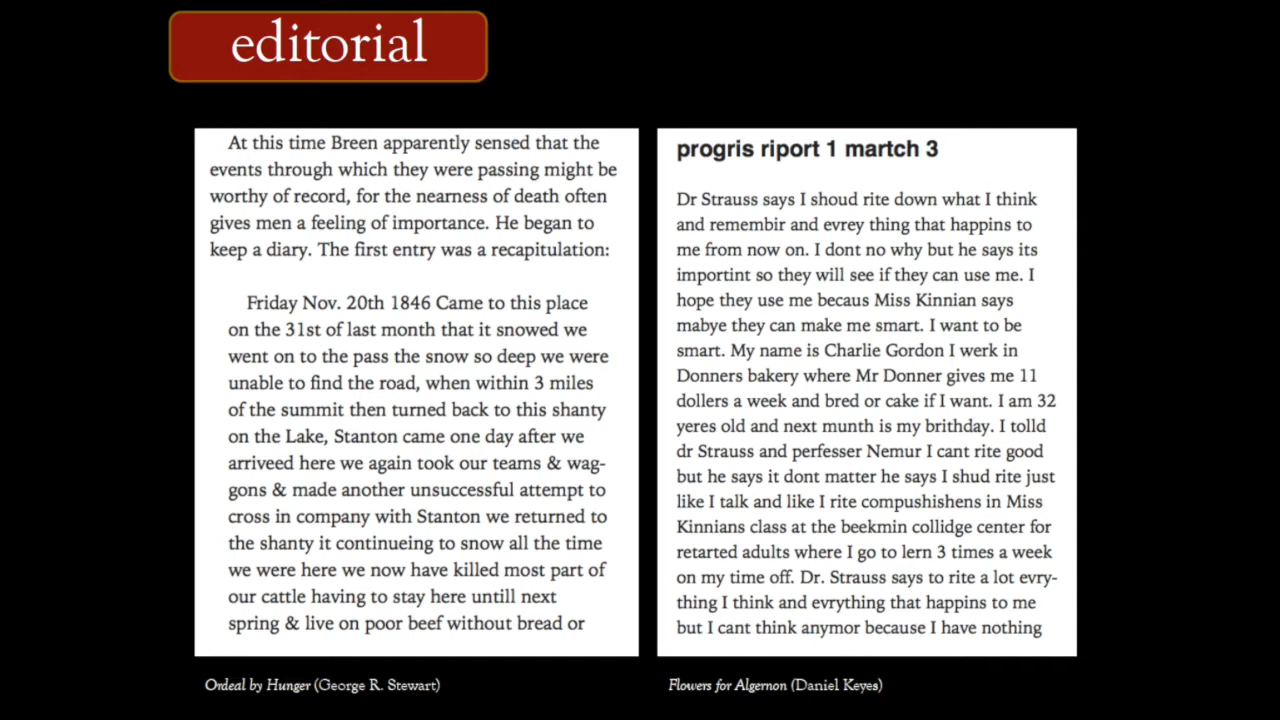 editorial
At this time Breen apparently sensed that the
events through which they were passing might be
worthy of record, for the nearness of death often
gives men a feeling of importance. He began to
keep a diary. The first entry was a recapitulation:
Friday Nov. 20th 1846 Came to this place
on the 31st of last month that it snowed we
went on to the pass the snow so deep we were
unable to find the road, when within 3 miles
of the summit then turned back to this shanty
on the Lake, Stanton came one day after we
arriveed here we again took our teams & wag-
gons & made another unsuccessful attempt to
cross in company with Stanton we returned to
the shanty it continueing to snow all the time
we were here we now have killed most part of
our cattle having to stay here untill next
spring & live on poor beef without bread or
Ordeal by Hunger (George R. Stewart)
progris riport 1 martch 3
Dr Strauss says I shoud rite down what I think
and remembir and evrey thing that happins to
me from now on. I dont no why but he says its
importint so they will see if they can use me. I
hope they use me becaus Miss Kinnian says
mabye they can make me smart. I want to be
smart. My name is Charlie Gordon I werk in
Donners bakery where Mr Donner gives me 11
dollers a week and bred or cake if I want. I am 32
yeres old and next munth is my brithday. I tolld
dr Strauss and perfesser Nemur I cant rite good
but he says it dont matter he says I shud rite just
like I talk and like I rite compushishens in Miss
Kinnians class at the beekmin collidge center for
retarted adults where I go to lern 3 times a week
on my time off. Dr. Strauss says to rite a lot evry-
thing I think and evrything that happins to me
but I cant think anymor because I have nothing
Flowers for Algernon (Daniel Keyes)